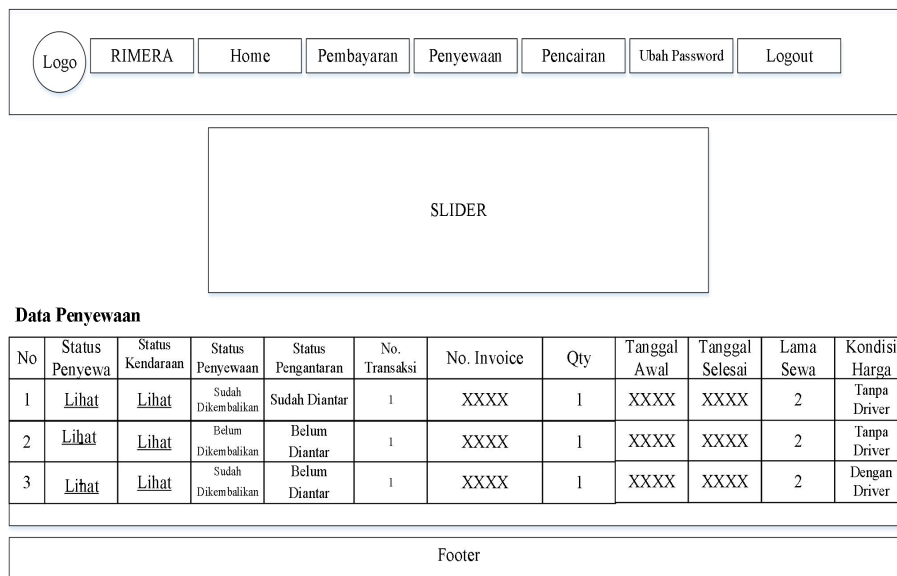 Logo RIMERA Home Pembayaran Penyewaan Pencairan Ubah Password Logout
SLIDER
Data Penyewaan
No Status Penyewa Status Kendaraan Status Penyewaan Status Pengantaran No. Transaksi No. Invoice Qty Tanggal Awal Tanggal Selesai Lama Sewa Kondisi Harga
1 Lihat Lihat Sudah Dikembalikan Sudah Diantar 1 XXXX 1 XXXX XXXX 2 Tanpa Driver
2 Lihat Lihat Belum Dikembalikan Belum Diantar 1 XXXX 1 XXXX XXXX 2 Tanpa Driver
3 Lihat Lihat Sudah Dikembalikan Belum Diantar 1 XXXX 1 XXXX XXXX 2 Dengan Driver
Footer